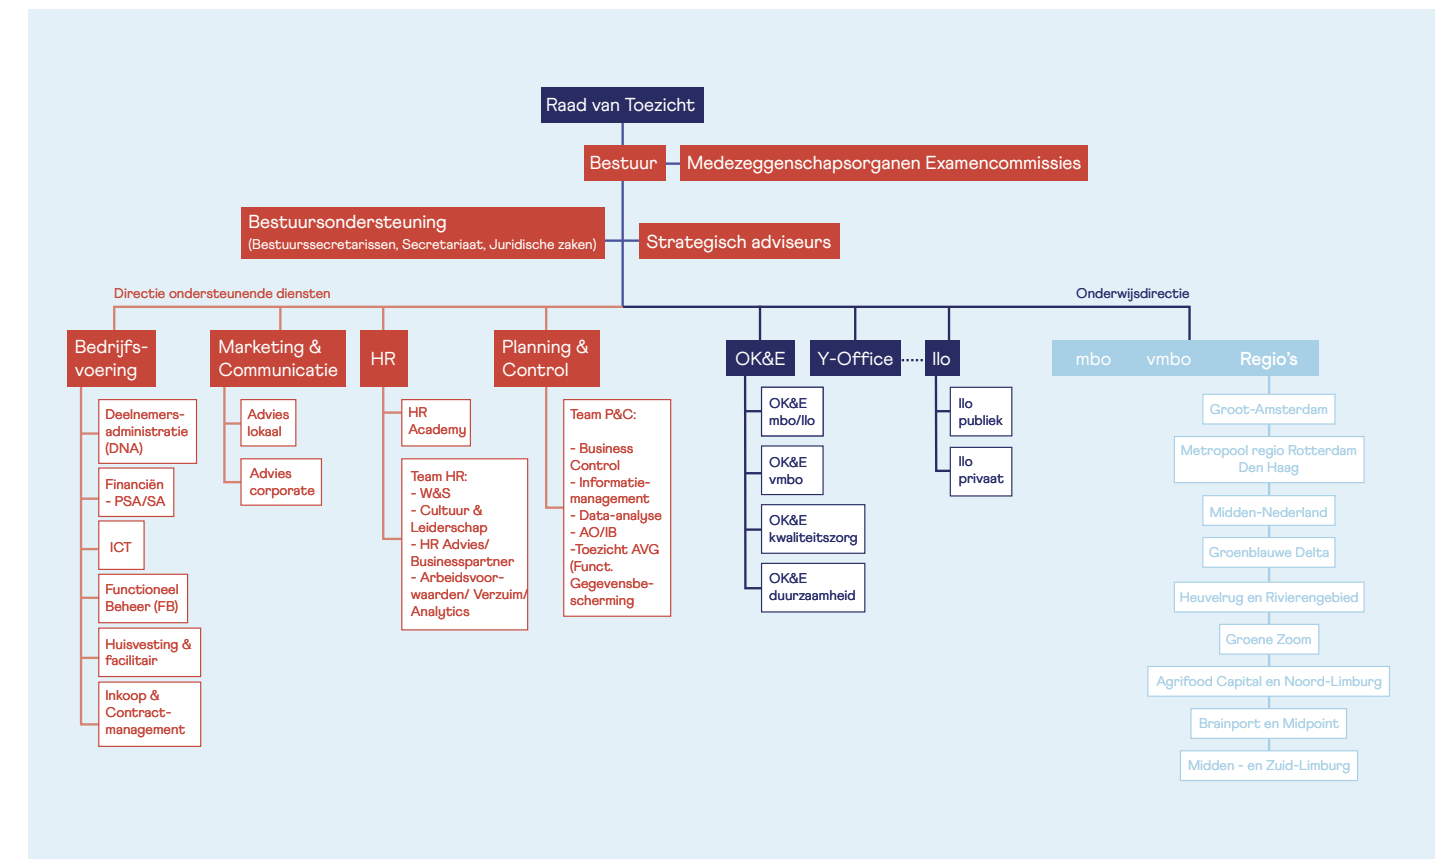 Raad van Toezicht
Bestuur
Medezeggenschapsorganen Examencommissies
Bestuursondersteuning
(Bestuurssecretarissen, Secretariaat, Juridische zaken)
Strategisch adviseurs
Directie ondersteunende diensten
Onderwijsdirectie
Bedrijfs-
voering
Deelnemers-
administratie
(DNA)
Financiën
- PSA/SA
ICT
Functioneel
Beheer (FB)
Huisvesting &
facilitair
Inkoop &
Contract-
management
Marketing &
Communicatie
Advies
lokaal
Advies
corporate
HR
HR
Academy
Team HR:
- W&S
- Cultuur &
Leiderschap
- HR Advies/
Businesspartner
- Arbeidsvoor-
waarden/ Verzuim/
Analytics
Planning &
Control
Team P&C:
- Business
Control
- Informatie-
management
- Data-analyse
- AO/IB
-Toezicht AVG
(Funct.
Gegevensbe-
scherming
OK&E
OK&E
mbo/llo
OK&E
vmbo
OK&E
kwaliteitszorg
OK&E
duurzaamheid
Y-Office
llo
llo
publiek
llo
privaat
mbo vmbo Regio's
Groot-Amsterdam
Metropool regio Rotterdam
Den Haag
Midden-Nederland
Groenblauwe Delta
Heuvelrug en Rivierengebied
Groene Zoom
Agrifood Capital en Noord-Limburg
Brainport en Midpoint
Midden - en Zuid-Limburg